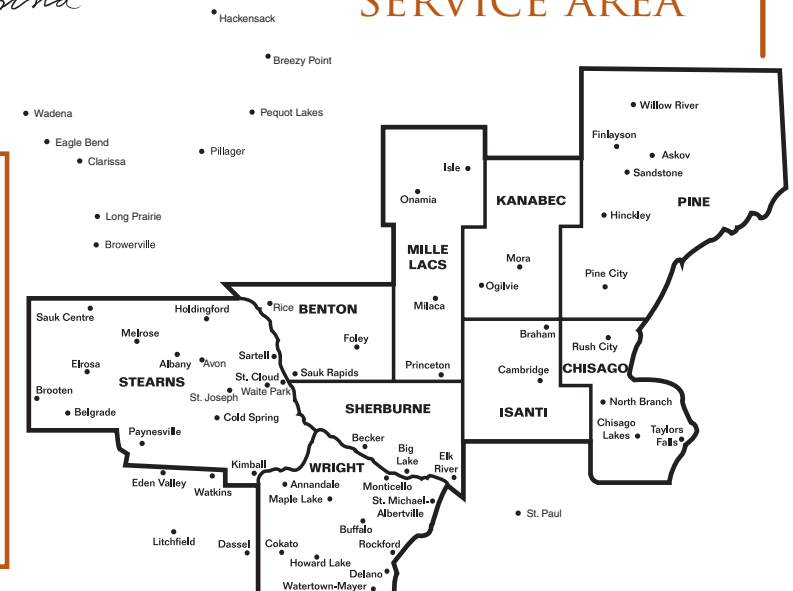 SERVICE AREA
Hackensack
Breezy Point
Wadena
Pequot Lakes
Eagle Bend
Clarissa
Pillager
Long Prairie
Browerville
Willow River
Finlayson
Askov
Sandstone
PINE
Hinckley
Pine City
Isle
Onamia
KANABEC
MILLE
LACS
Mora
Ogilvie
Milaca
Princeton
Rice
BENTON
Foley
Sauk Rapids
Sauk Centre
Holdingford
Melrose
Elrosa
Albany
Avon
Sartell
STEARNS
St. Cloud
Waite Park
St. Joseph
Brooten
Belgrade
Cold Spring
Paynesville
Kimball
Eden Valley
Watkins
Litchfield
Dassel
SHERBURNE
Becker
Big
Lake
Elk
River
Braham
Cambridge
ISANTI
Rush City
CHISAGO
North Branch
Chisago
Lakes
Taylors
Falls
WRIGHT
Annandale
Maple Lake
Monticello
St. Michael-
Albertville
Buffalo
Cokato
Rockford
Howard Lake
Delano
Watertown-Mayer
St. Paul